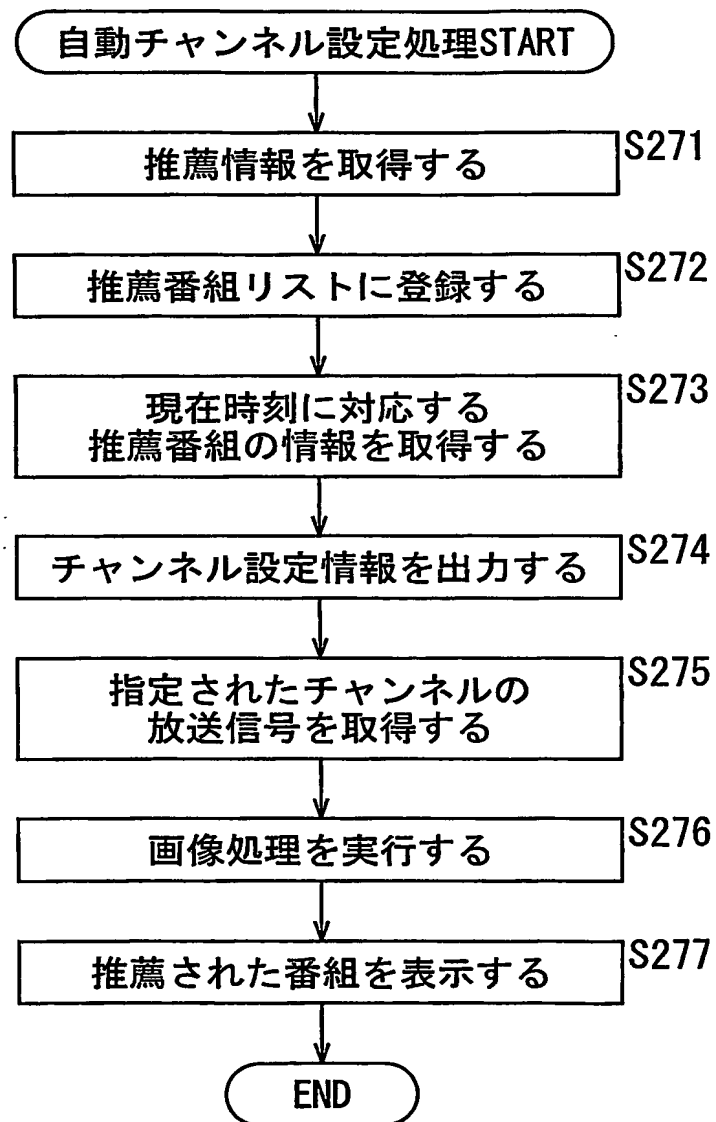 自動チャンネル設定処理START
推薦情報を取得する
S271
推薦番組リストに登録する
S272
現在時刻に対応する
推薦番組の情報を取得する
S273
チャンネル設定情報を出力する
S274
指定されたチャンネルの
放送信号を取得する
S275
画像処理を実行する
S276
推薦された番組を表示する
S277
END